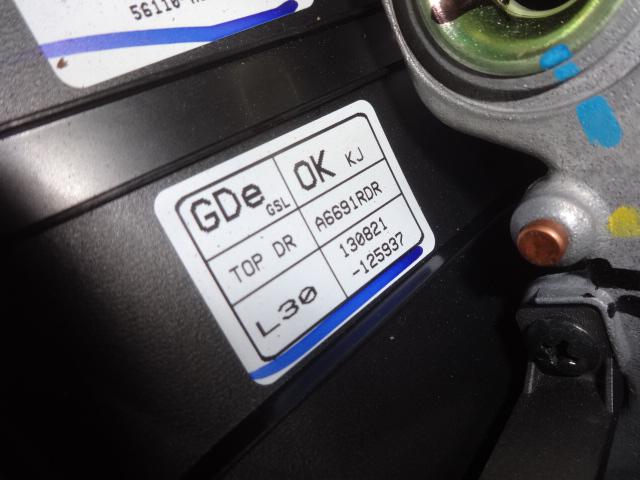 56110
GDe GSL OK KJ
TOP DR A6691RDR
L30 130821
-125937